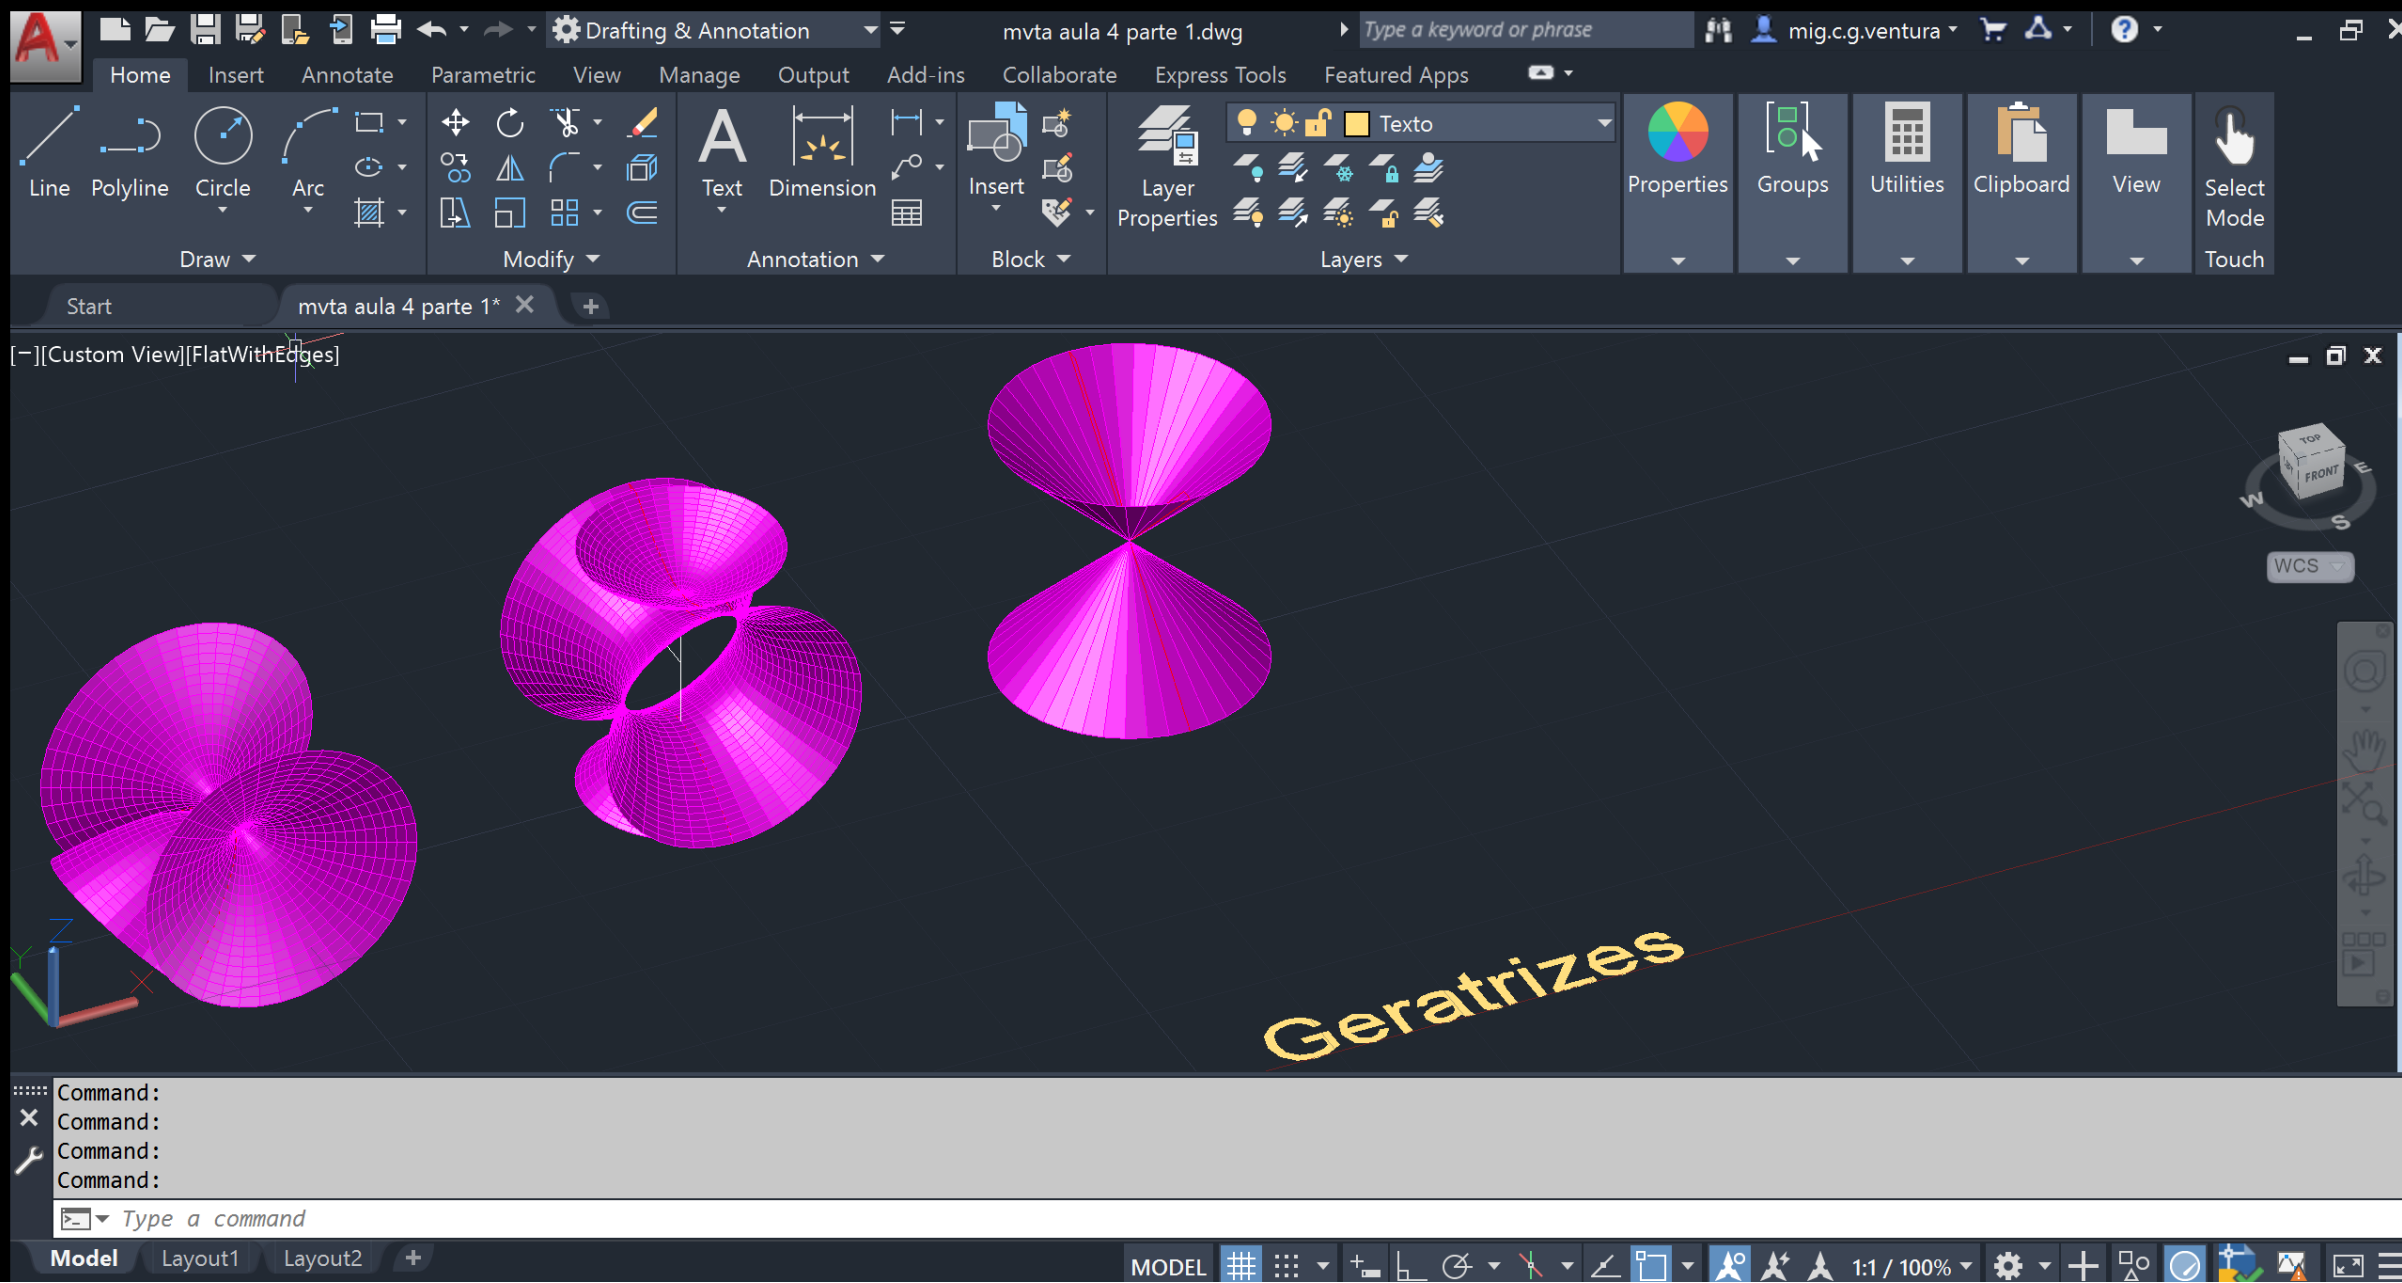 Drafting & Annotation
mvta aula 4 parte 1.dwg
Type a keyword or phrase
mig.c.g.ventura
Home Insert Annotate Parametric View Manage Output Add-ins Collaborate Express Tools Featured Apps
Texto
Line Polyline Circle Arc
Text Dimension
Insert
Layer Properties
Properties Groups Utilities Clipboard View
Select Mode
Draw Modify Annotation Block Layers Touch
Start mvta aula 4 parte 1*
[−][Custom View][FlatWithEdges]
TOP
FRONT
W S E
WCS
Z
Y
X
Geratrizes
Command:
Command:
Command:
Command:
Type a command
Model Layout1 Layout2
MODEL 1:1 / 100%